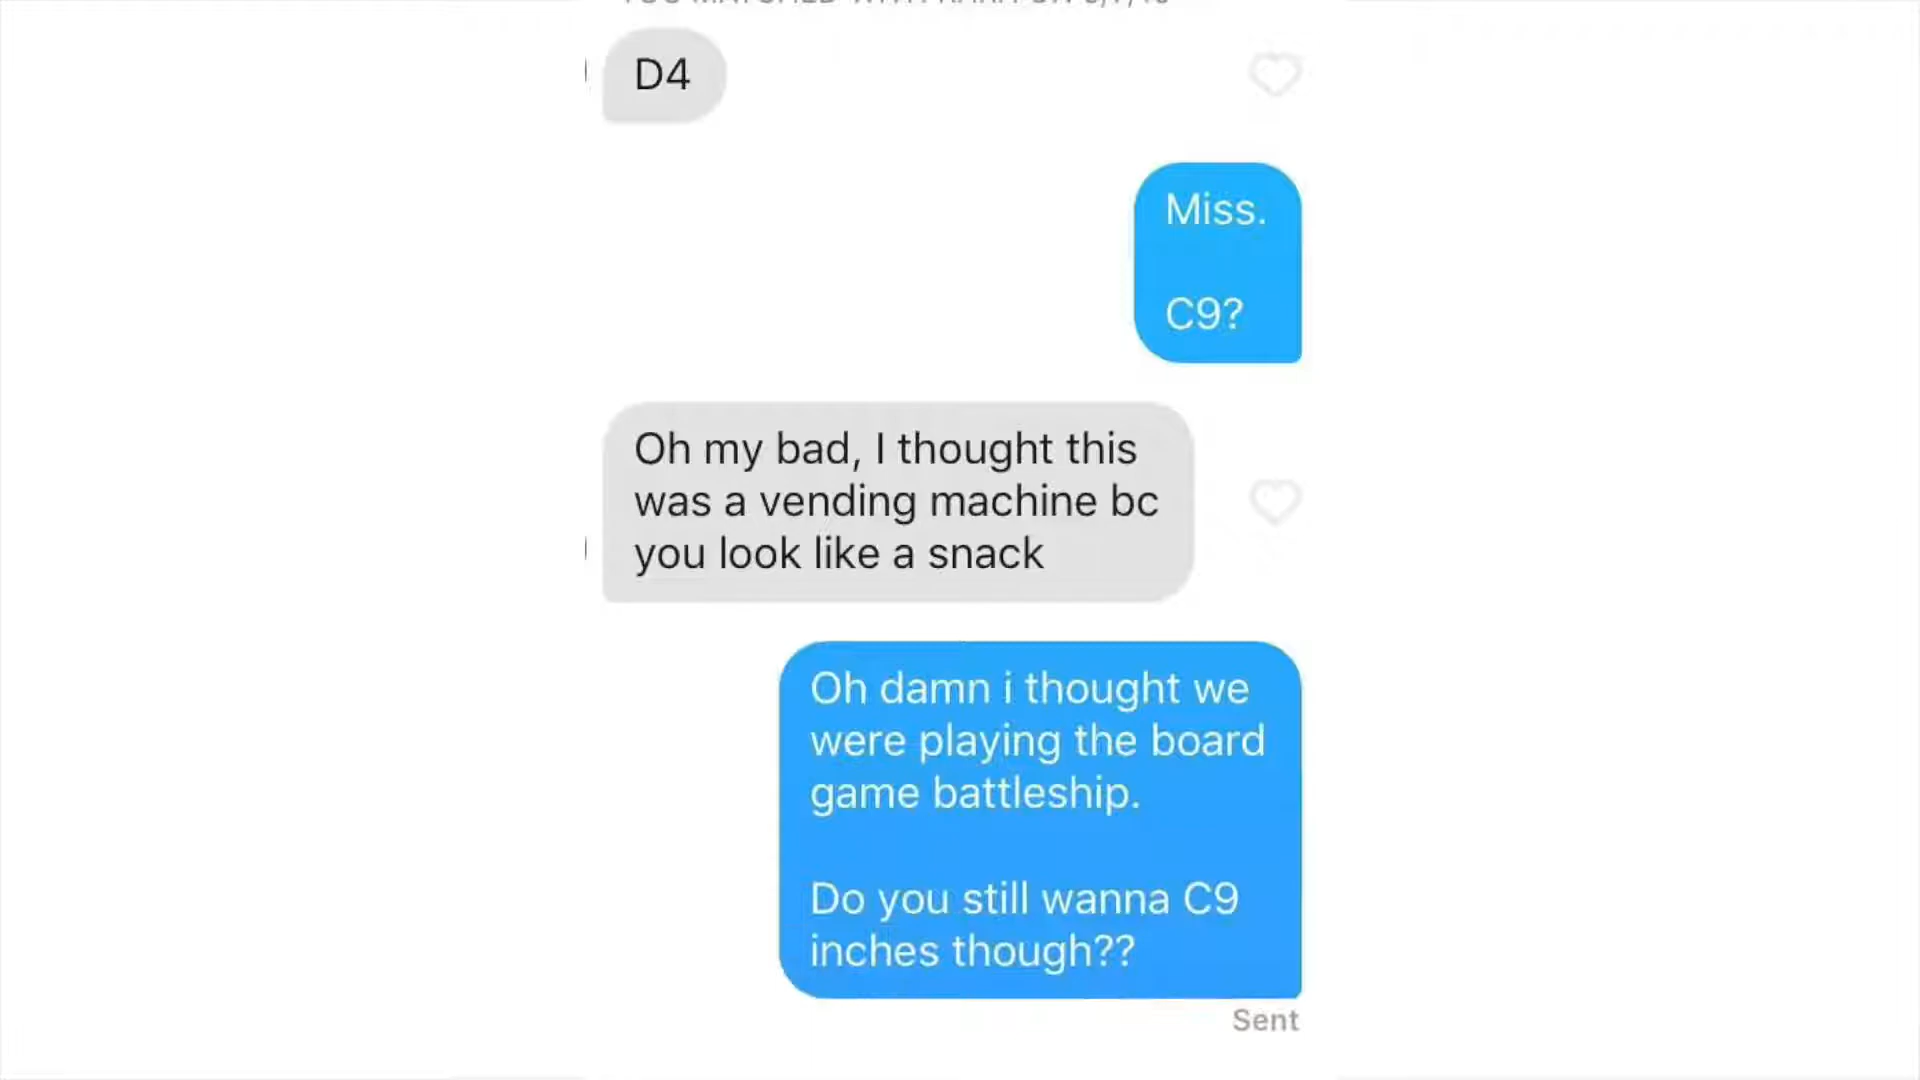 D4
Miss.
C9?
Oh my bad, I thought this
was a vending machine bc
you look like a snack
Oh damn i thought we
were playing the board
game battleship.
Do you still wanna C9
inches though??
Sent